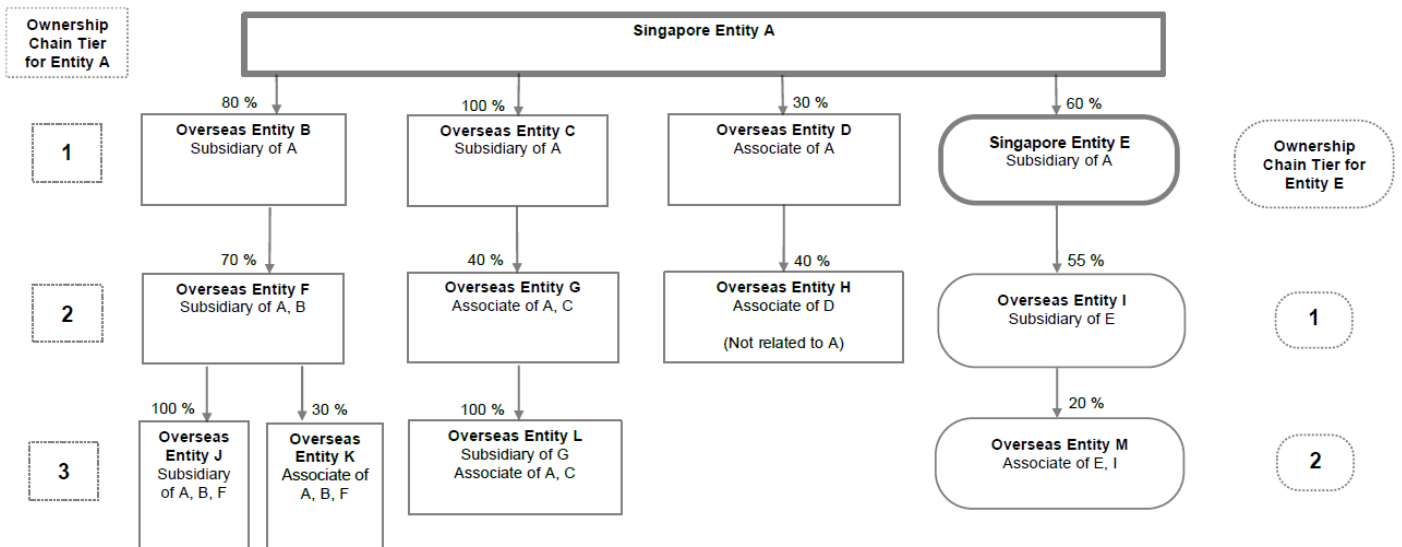 Ownership
Chain Tier
for Entity A
Singapore Entity A
80 %
100 %
30 %
60 %
1
Overseas Entity B
Subsidiary of A
Overseas Entity C
Subsidiary of A
Overseas Entity D
Associate of A
Singapore Entity E
Subsidiary of A
Ownership
Chain Tier for
Entity E
70 %
40 %
40 %
55 %
2
Overseas Entity F
Subsidiary of A, B
Overseas Entity G
Associate of A, C
Overseas Entity H
Associate of D
(Not related to A)
Overseas Entity I
Subsidiary of E
1
100 %
30 %
100 %
20 %
3
Overseas
Entity J
Subsidiary
of A, B, F
Overseas
Entity K
Associate of
A, B, F
Overseas Entity L
Subsidiary of G
Associate of A, C
Overseas Entity M
Associate of E, I
2